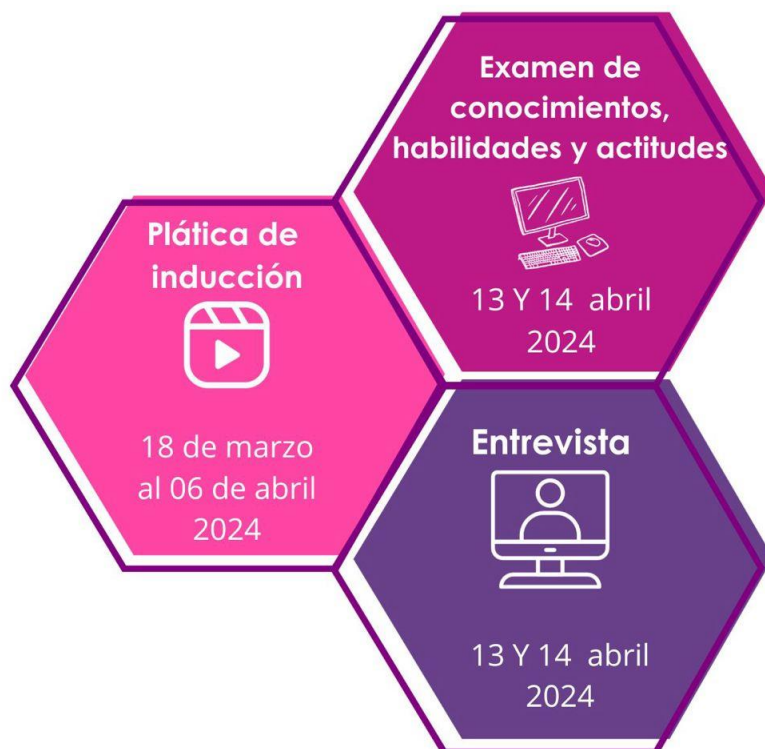 Examen de
conocimientos,
habilidades y actitudes
13 Y 14 abril
2024
Plática de
inducción
18 de marzo
al 06 de abril
2024
Entrevista
13 Y 14 abril
2024